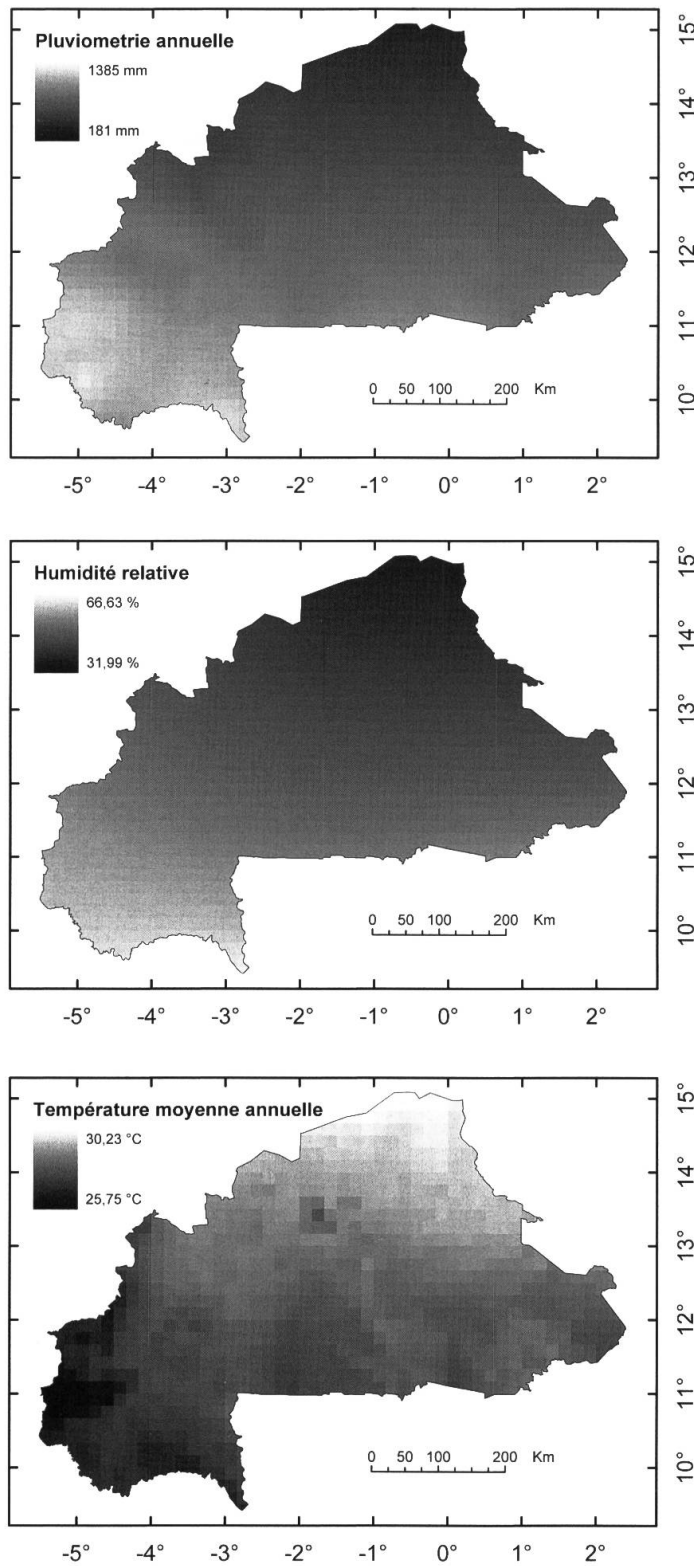 Pluviometrie annuelle
1385 mm
181 mm
0 50 100 200 Km
15°
14°
13°
12°
11°
10°
-5° -4° -3° -2° -1° 0° 1° 2°
Humidité relative
66,63 %
31,99 %
0 50 100 200 Km
15°
14°
13°
12°
11°
10°
-5° -4° -3° -2° -1° 0° 1° 2°
Température moyenne annuelle
30,23 °C
25,75 °C
0 50 100 200 Km
15°
14°
13°
12°
11°
10°
-5° -4° -3° -2° -1° 0° 1° 2°